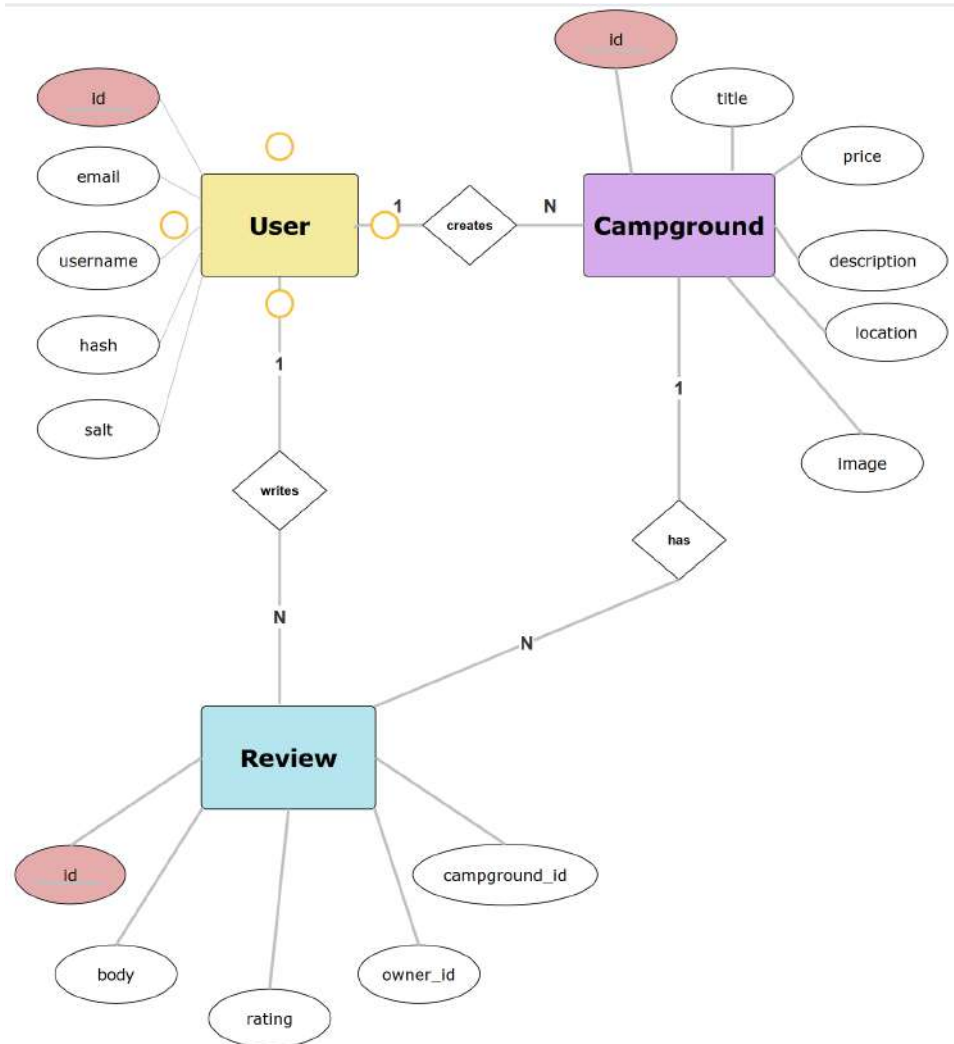 id
id
title
email
price
User
1
creates
N
Campground
username
description
hash
location
1
1
salt
image
writes
has
N
N
Review
id
campground_id
body
owner_id
rating